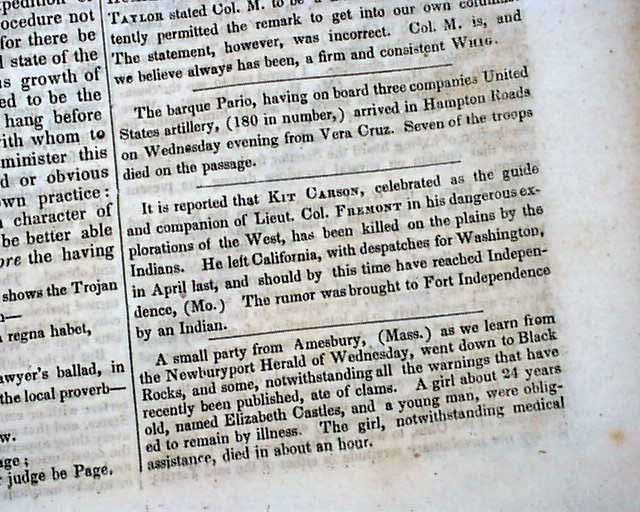 pedition of
ocedure not
for there be
l state of the
us growth of
ed to be the
hang before
ith whom to
minister this
d or obvious
own practice:
character of
be better able
ore the having
shows the Trojan
n—
a regna habet,
awyer's ballad, in
the local proverb—
ow.
age;
r judge be Page.
TAYLOR stated Col. M. to be a
tently permitted the remark to get into our own columns.
The statement, however, was incorrect. Col. M. is, and
we believe always has been, a firm and consistent WHIG.
The barque Pario, having on board three companies United
States artillery, (180 in number,) arrived in Hampton Roads
on Wednesday evening from Vera Cruz. Seven of the troops
died on the passage.
It is reported that KIT CARSON, celebrated as the guide
and companion of Lieut. Col. FREMONT in his dangerous ex-
plorations of the West, has been killed on the plains by the
Indians. He left California, with despatches for Washington,
in April last, and should by this time have reached Indepen-
dence, (Mo.) The rumor was brought to Fort Independence
by an Indian.
A small party from Amesbury, (Mass.) as we learn from
the Newburyport Herald of Wednesday, went down to Black
Rocks, and some, notwithstanding all the warnings that have
recently been published, ate of clams. A girl about 24 years
old, named Elizabeth Castles, and a young man, were oblig-
ed to remain by illness. The girl, notwithstanding medical
assistance, died in about an hour.